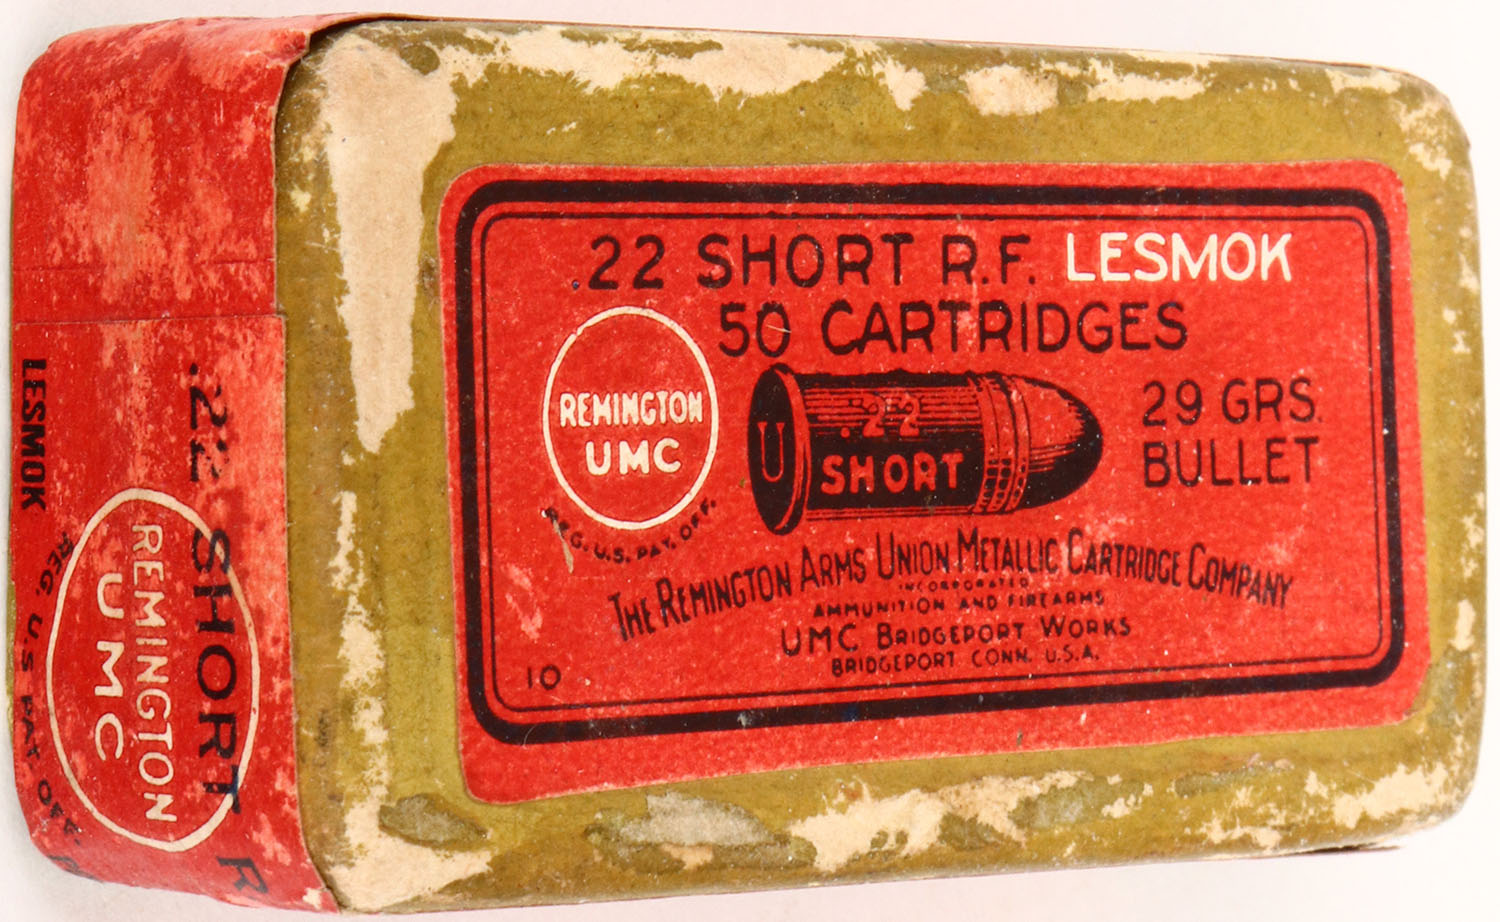 .22 SHORT R.F. LESMOK
50 CARTRIDGES
REMINGTON
UMC
REG. U.S. PAT. OFF.
U
.22
SHORT
29 GRS.
BULLET
THE REMINGTON ARMS UNION METALLIC CARTRIDGE COMPANY
INCORPORATED
AMMUNITION AND FIREARMS
UMC BRIDGEPORT WORKS
BRIDGEPORT CONN. U.S.A.
10
.22 SHORT R
REMINGTON
UMC
REG. U.S PAT OFF.
LESMOK